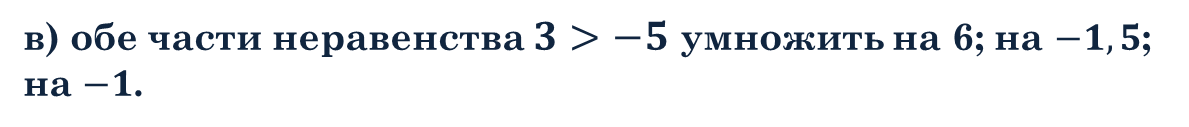 в) обе части неравенства 3 > −5 умножить на 6; на −1, 5;
на −1.